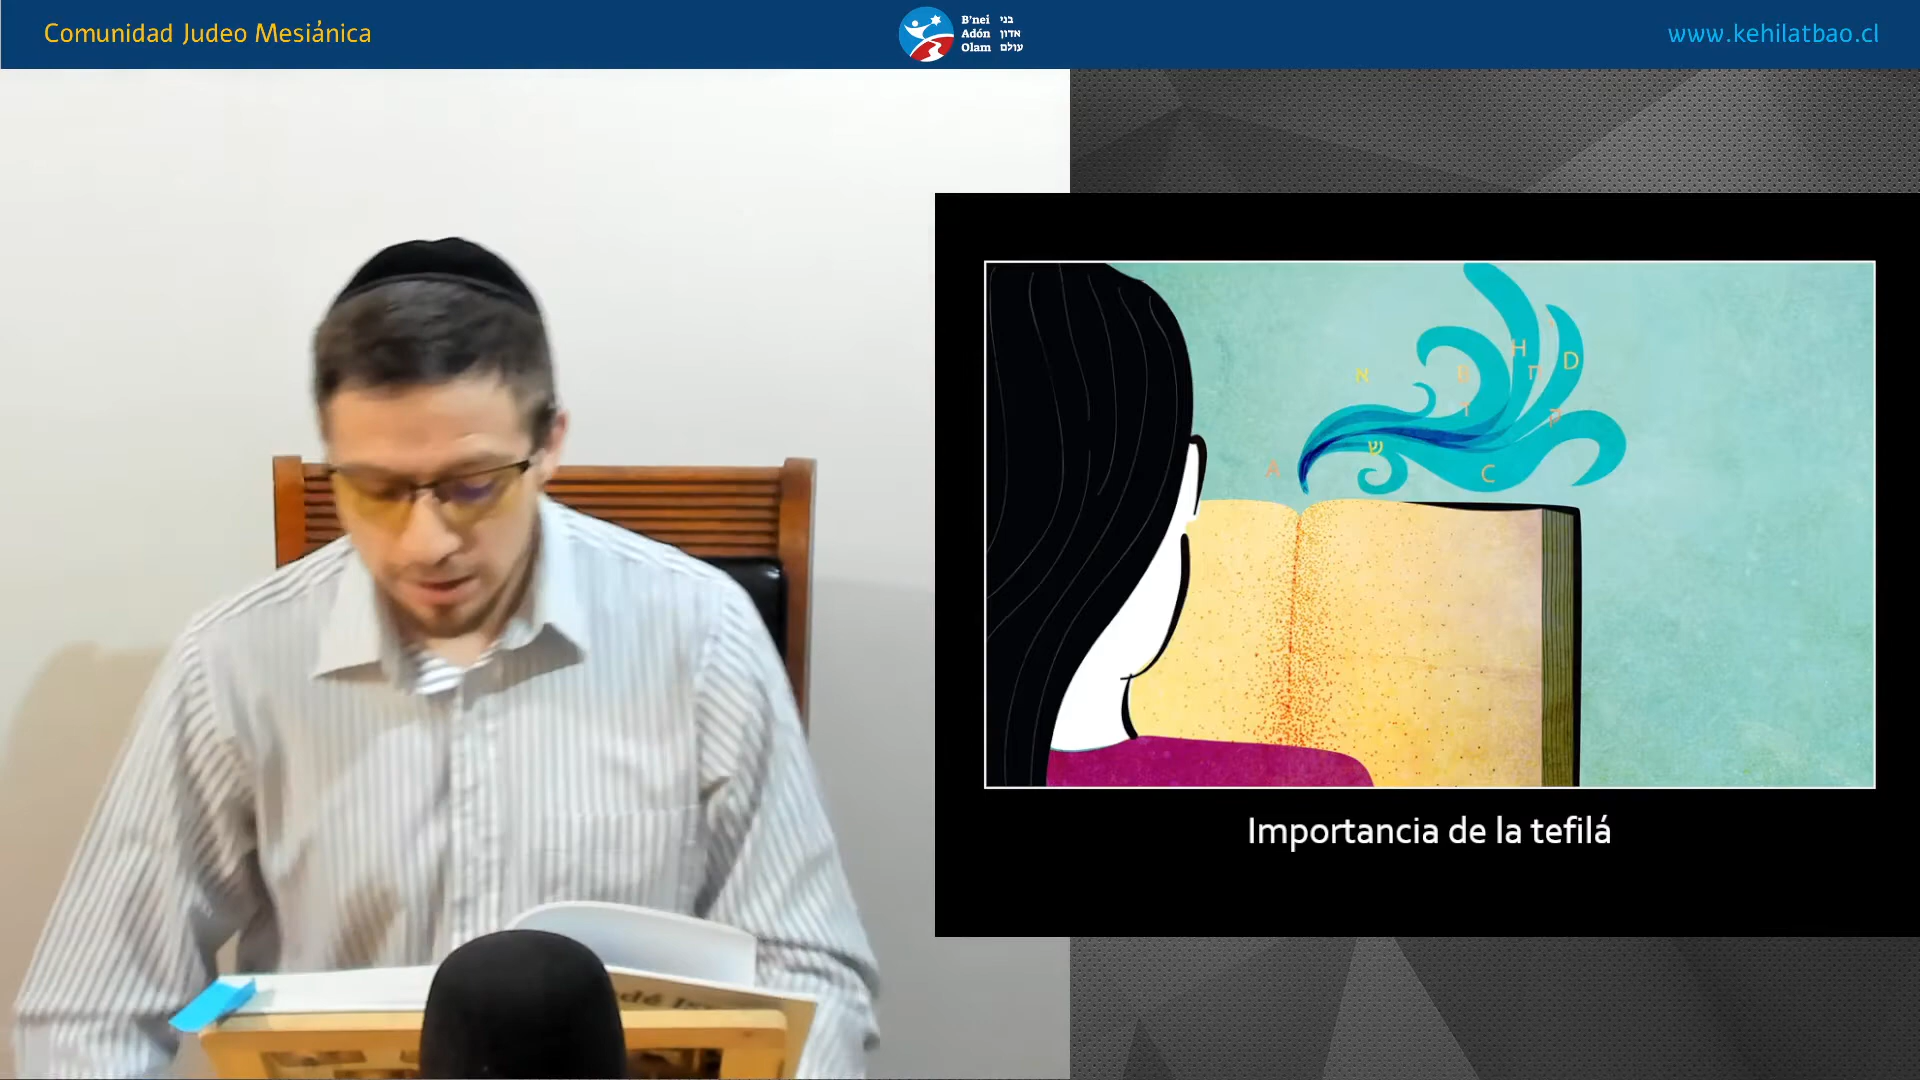 Comunidad Judeo Mesiánica
B'nei בני
Adón אדון
Olam עולם
www.kehilatbao.cl
א
H
D
ח
ק
ש
A
C
Importancia de la tefilá